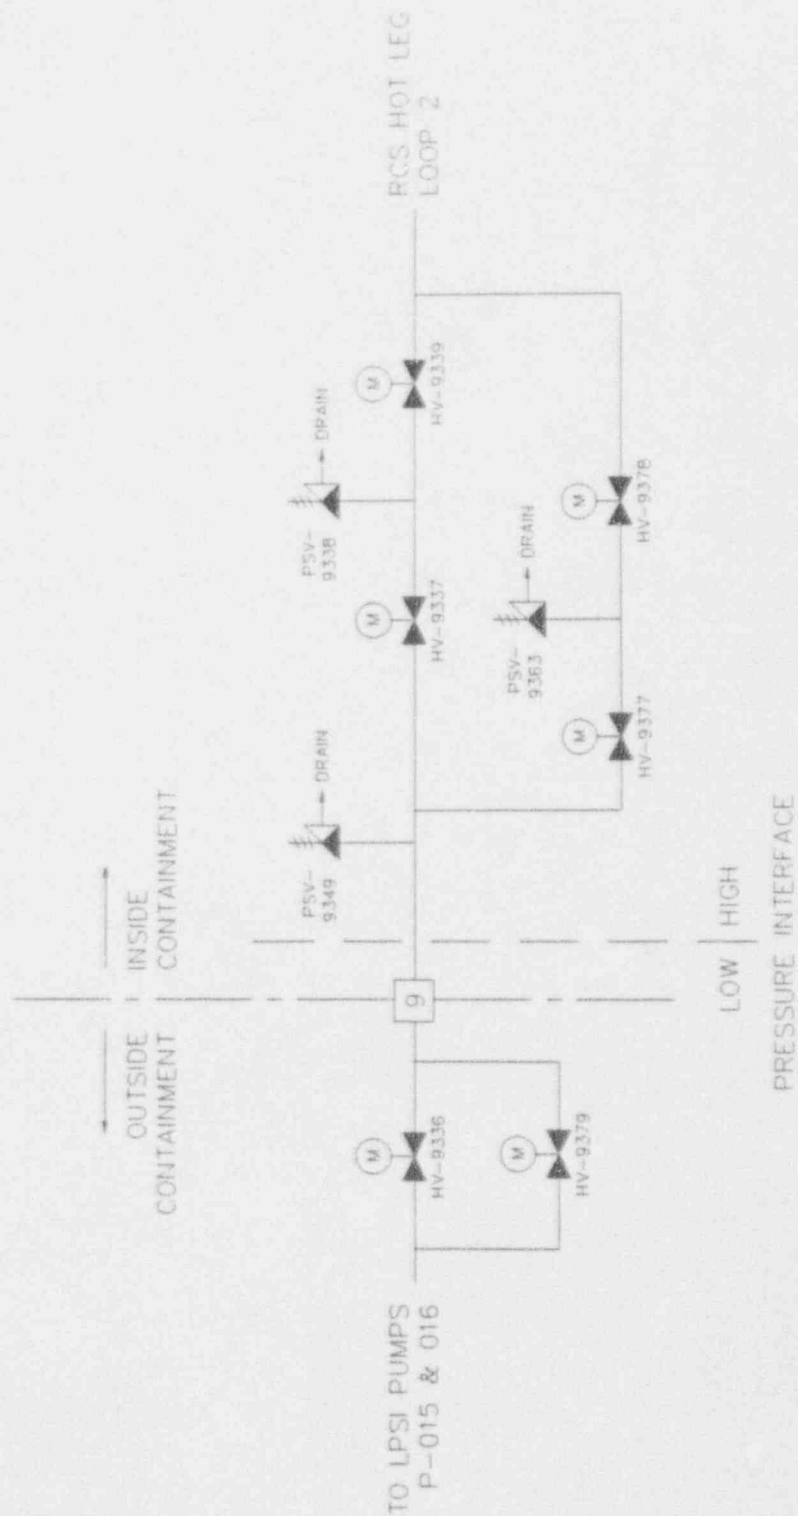 OUTSIDE
CONTAINMENT
INSIDE
CONTAINMENT
PSV-
9349
DRAIN
PSV-
9338
DRAIN
M
HV-9336
9
M
HV-9337
M
HV-9339
TO LPSI PUMPS
P-015 & 016
RCS HOT LEG
LOOP 2
M
HV-9379
PSV-
9363
DRAIN
M
HV-9377
M
HV-9378
LOW
HIGH
PRESSURE INTERFACE